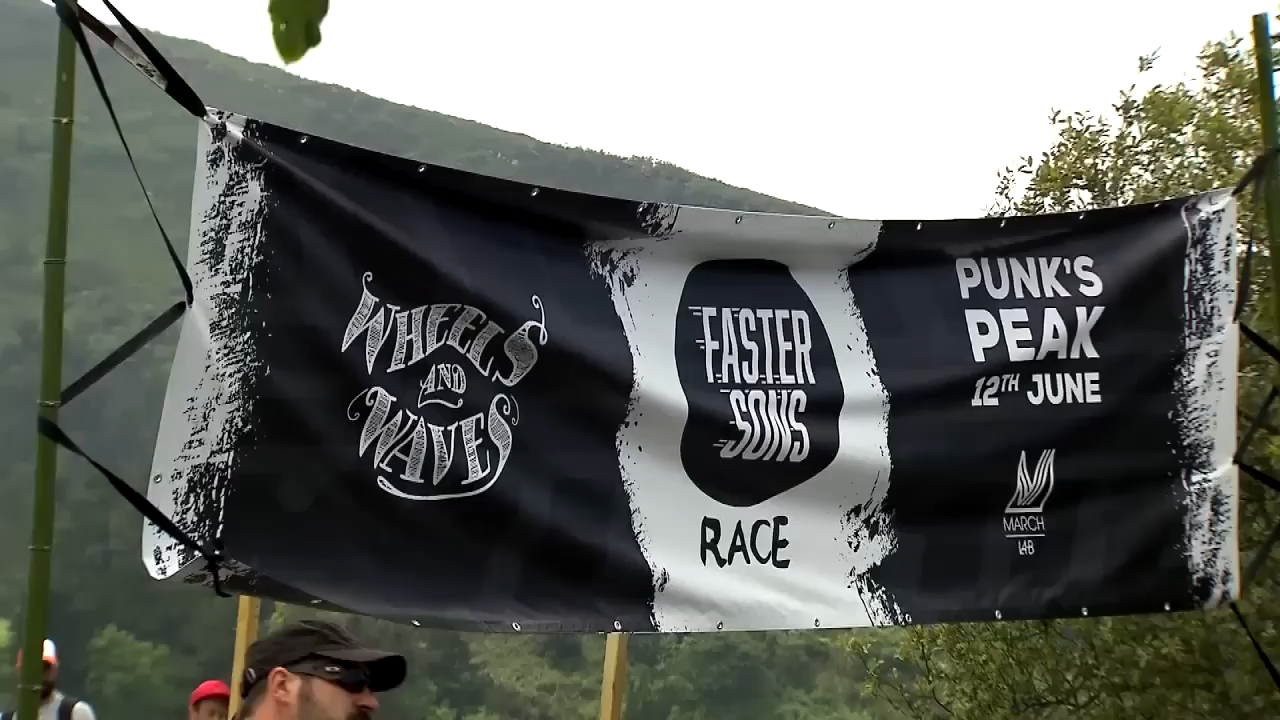 WHEELS
AND
WAVES
FASTER
SONS
RACE
PUNK'S
PEAK
12TH JUNE
MARCH
LAB